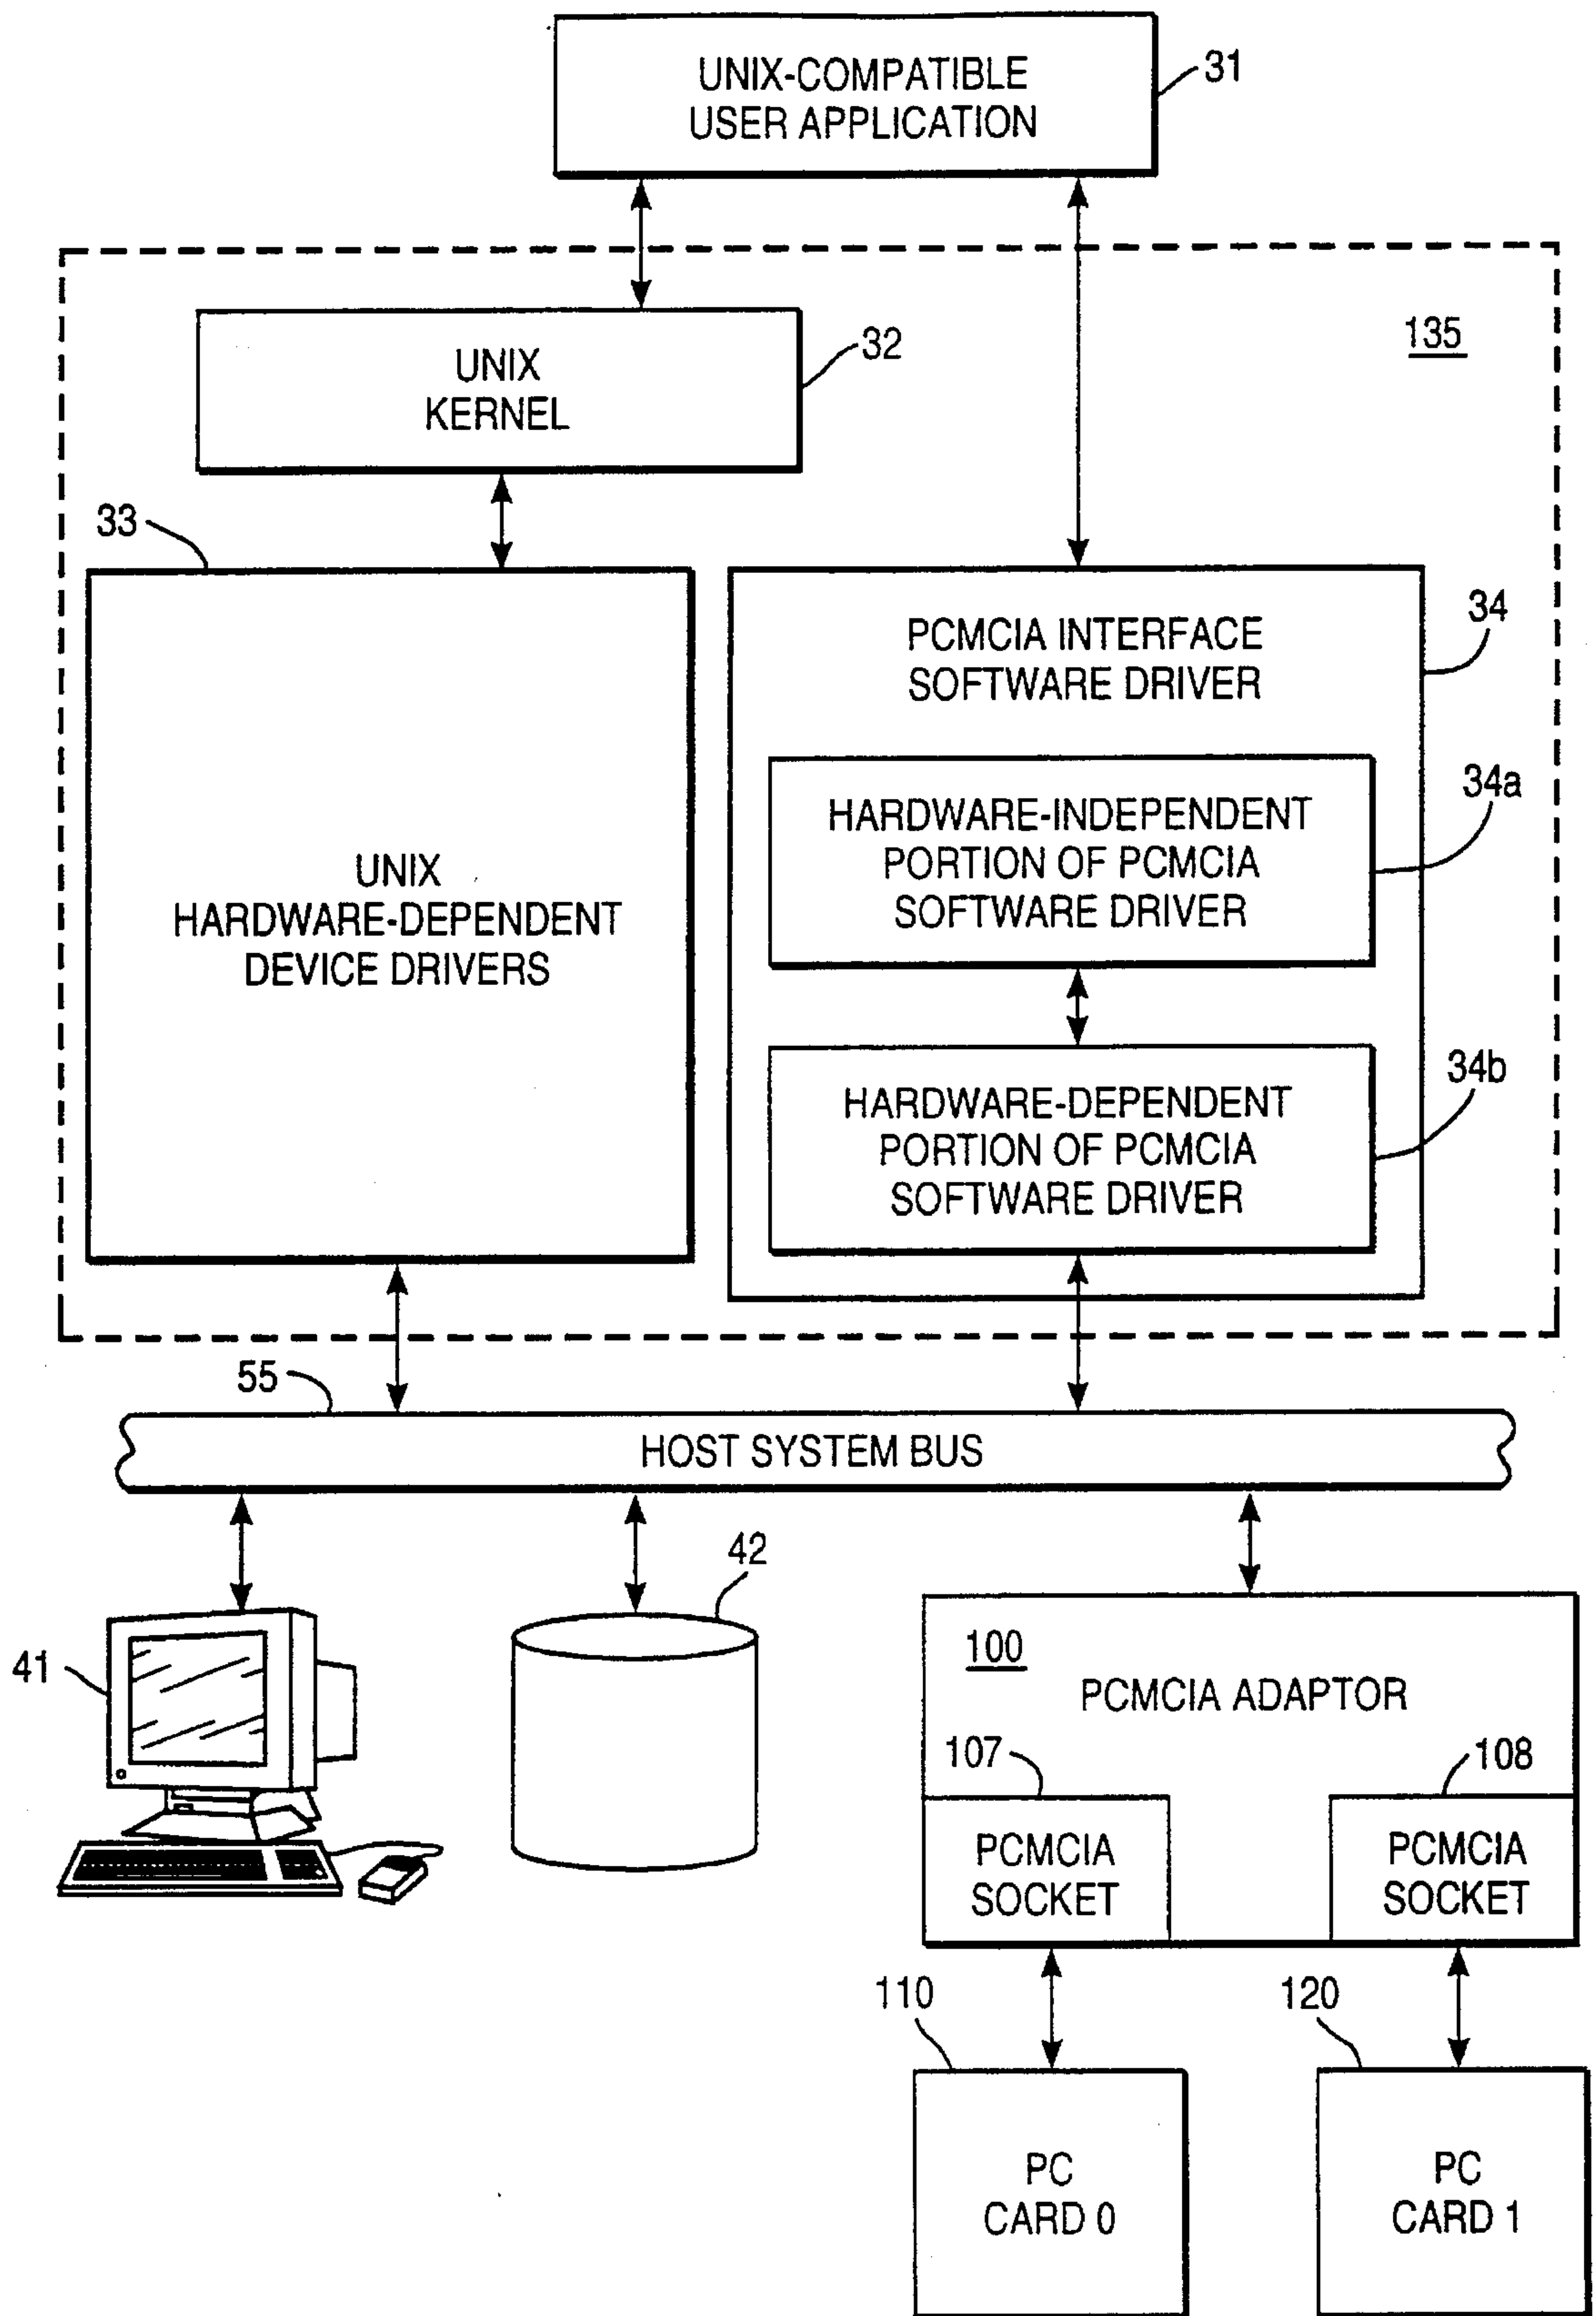 UNIX-COMPATIBLE
USER APPLICATION
31
UNIX
KERNEL
32
135
33
UNIX
HARDWARE-DEPENDENT
DEVICE DRIVERS
PCMCIA INTERFACE
SOFTWARE DRIVER
34
HARDWARE-INDEPENDENT
PORTION OF PCMCIA
SOFTWARE DRIVER
34a
HARDWARE-DEPENDENT
PORTION OF PCMCIA
SOFTWARE DRIVER
34b
55
HOST SYSTEM BUS
41
42
100
PCMCIA ADAPTOR
107
108
PCMCIA
SOCKET
PCMCIA
SOCKET
110
120
PC
CARD 0
PC
CARD 1